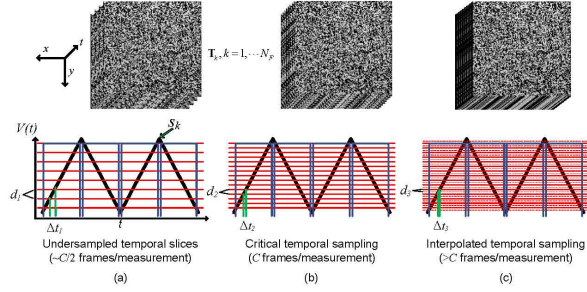 x
t
y
T_k, k = 1, ⋯ N_F,
V(t)
S_k
d_1
d_2
d_3
Δt_1
t
Δt_2
Δt_3
Undersampled temporal slices
(~C/2 frames/measurement)
Critical temporal sampling
(C frames/measurement)
Interpolated temporal sampling
(>C frames/measurement)
(a)
(b)
(c)